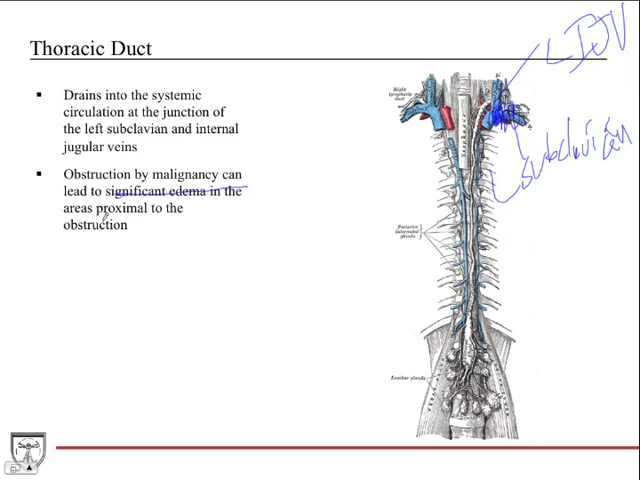 Thoracic Duct
▪ Drains into the systemic
circulation at the junction of
the left subclavian and internal
jugular veins
▪ Obstruction by malignancy can
lead to significant edema in the
areas proximal to the
obstruction
L IJV
L subclavian
Right
lymphatic
duct
Posterior
intercostal
glands
Lumbar glands